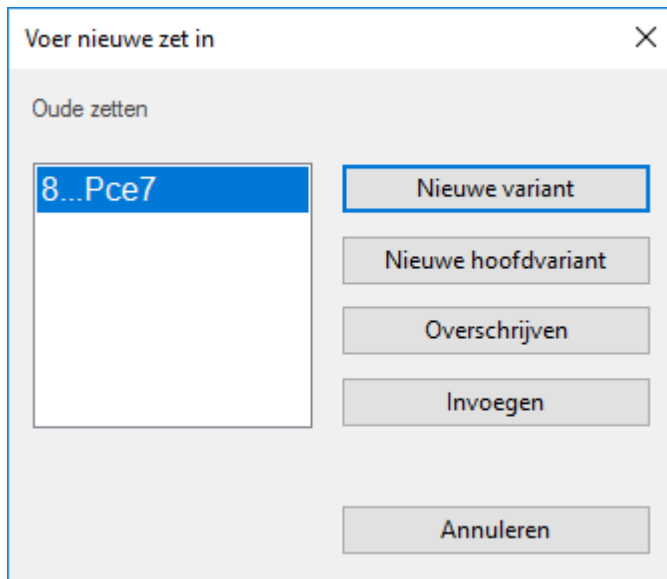 Voer nieuwe zet in
Oude zetten
8...Pce7
Nieuwe variant
Nieuwe hoofdvariant
Overschrijven
Invoegen
Annuleren